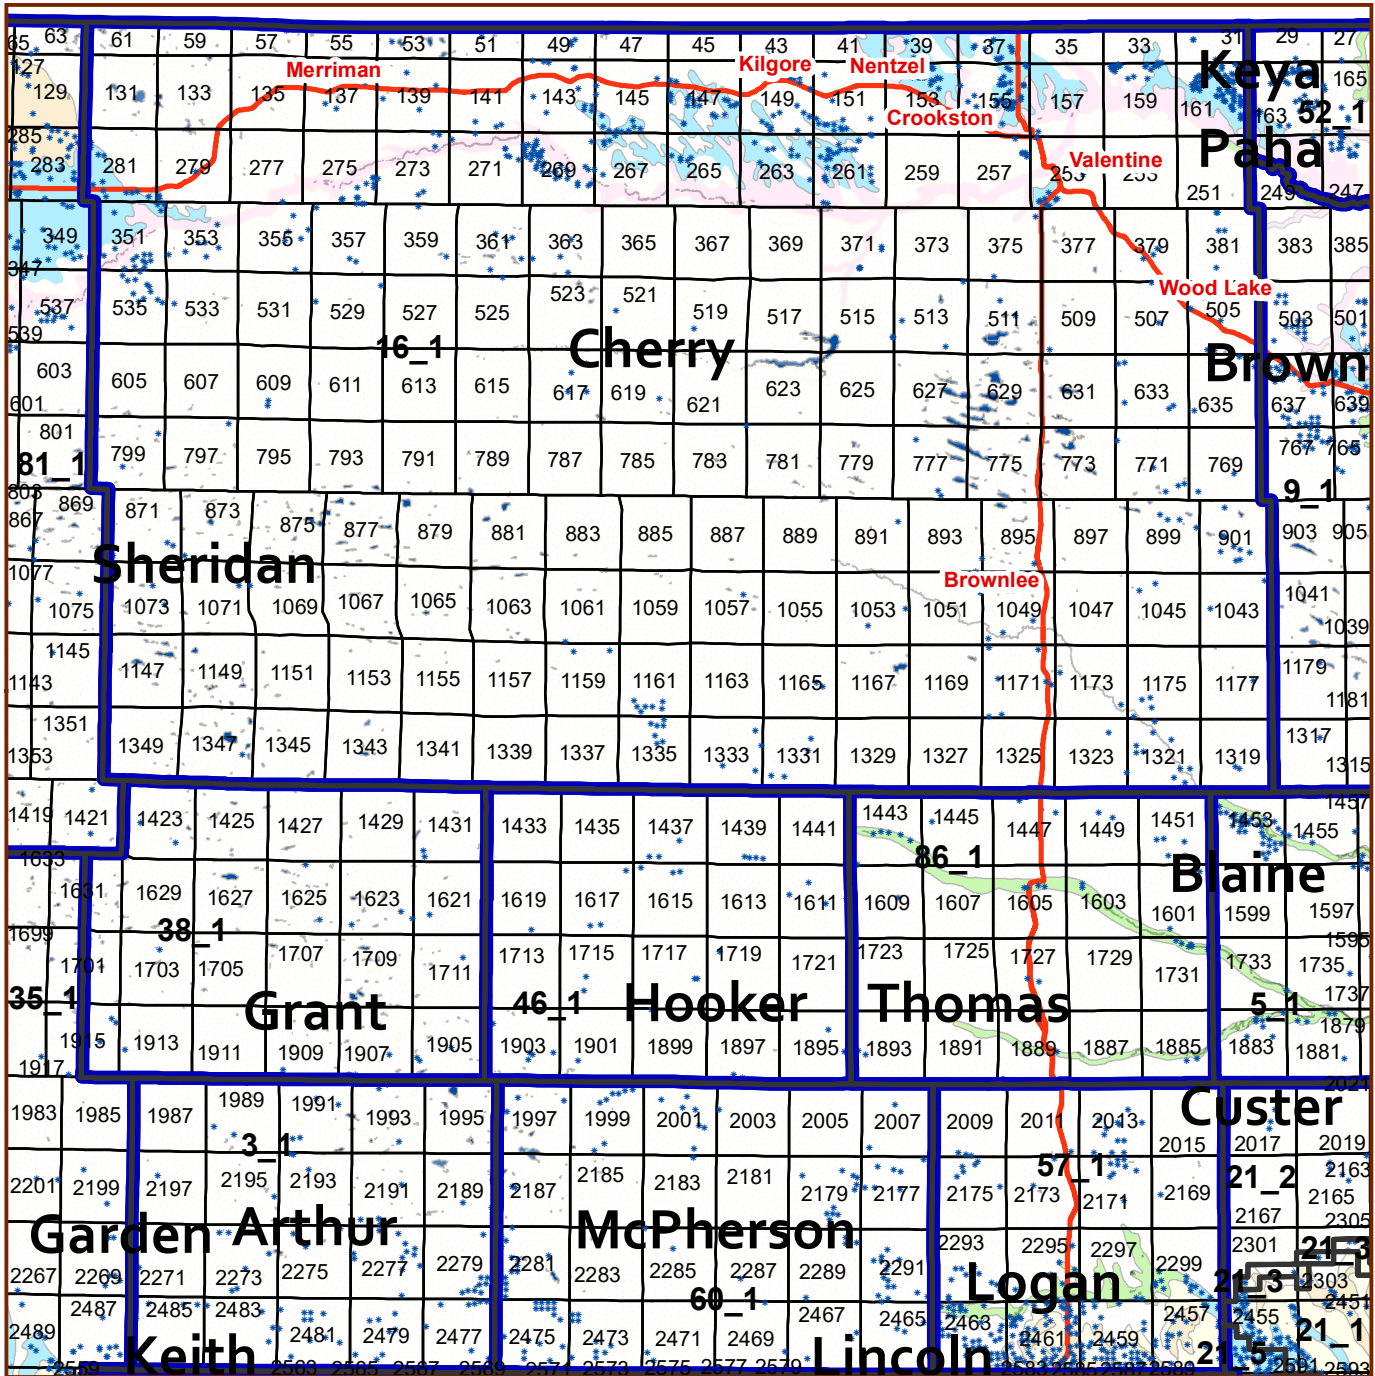 65 63 61 59 57 55 53 51 49 47 45 43 41 39 37 35 33 31 29 27
Merriman Kilgore Nentzel Keya
127 129 131 133 135 137 139 141 143 145 147 149 151 153 155 157 159 161 163 165
Crookston 52_1
285 Paha
Valentine
283 281 279 277 275 273 271 269 267 265 263 261 259 257 253 251 249 247
349 351 353 355 357 359 361 363 365 367 369 371 373 375 377 379 381 383 385
347
Wood Lake
537 535 533 531 529 527 525 523 521 519 517 515 513 511 509 507 505 503 501
539
16_1 Cherry Brown
603 605 607 609 611 613 615 617 619 621 623 625 627 629 631 633 635 637 639
601
801 799 797 795 793 791 789 787 785 783 781 779 777 775 773 771 769 767 765
81_1
803 9_1
867 869 871 873 875 877 879 881 883 885 887 889 891 893 895 897 899 901 903 905
Sheridan
1077 Brownlee
1075 1073 1071 1069 1067 1065 1063 1061 1059 1057 1055 1053 1051 1049 1047 1045 1043 1041
1039
1145 1147 1149 1151 1153 1155 1157 1159 1161 1163 1165 1167 1169 1171 1173 1175 1177 1179
1143 1181
1351 1349 1347 1345 1343 1341 1339 1337 1335 1333 1331 1329 1327 1325 1323 1321 1319 1317
1353 1315
1457
1419 1421 1423 1425 1427 1429 1431 1433 1435 1437 1439 1441 1443 1445 1447 1449 1451 1453 1455
1633 86_1 Blaine
1631 1629 1627 1625 1623 1621 1619 1617 1615 1613 1611 1609 1607 1605 1603 1601 1599 1597
1699 38_1 1595
1701 1703 1705 1707 1709 1711 1713 1715 1717 1719 1721 1723 1725 1727 1729 1731 1733 1735
35_1 Grant 46_1 Hooker Thomas 5_1 1737
1879
1915 1913 1911 1909 1907 1905 1903 1901 1899 1897 1895 1893 1891 1889 1887 1885 1883 1881
1917
2021
Custer
1983 1985 1987 1989 1991 1993 1995 1997 1999 2001 2003 2005 2007 2009 2011 2013 2015 2017 2019
3_1 57_1 21_2 2163
2201 2199 2197 2195 2193 2191 2189 2187 2185 2183 2181 2179 2177 2175 2173 2171 2169 2167 2165
2305
Garden Arthur McPherson
2267 2269 2271 2273 2275 2277 2279 2281 2283 2285 2287 2289 2291 2293 2295 2297 2299 2301 21_3
Logan 21_3 2303
60_1 2451
2489 2487 2485 2483 2481 2479 2477 2475 2473 2471 2469 2467 2465 2463 2461 2459 2457 2455 21_1
Keith Lincoln 21_5
2559 2563 2565 2567 2569 2571 2573 2575 2577 2579 2583 2585 2587 2589 2591 2593